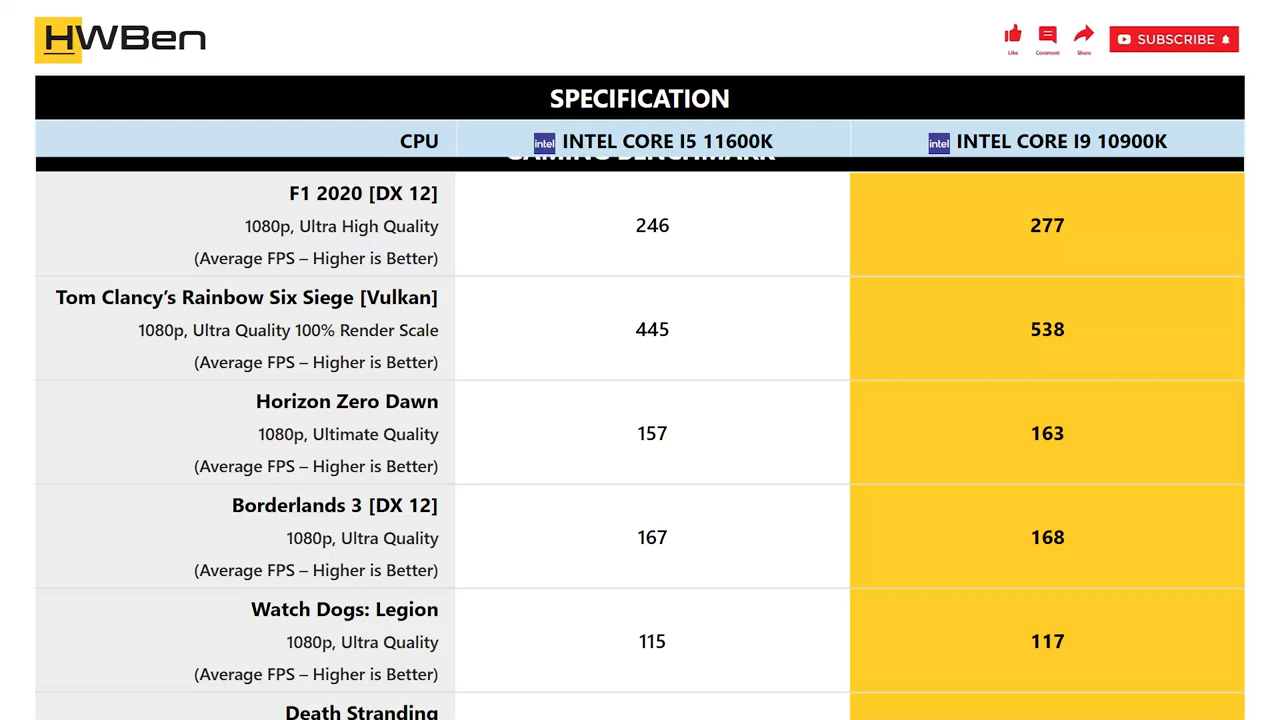 HWBen
Like
Comment
Share
SUBSCRIBE
SPECIFICATION
CPU
intel INTEL CORE I5 11600K
intel INTEL CORE I9 10900K
GAMING BENCHMARK
F1 2020 [DX 12]
1080p, Ultra High Quality
(Average FPS – Higher is Better)
246
277
Tom Clancy’s Rainbow Six Siege [Vulkan]
1080p, Ultra Quality 100% Render Scale
(Average FPS – Higher is Better)
445
538
Horizon Zero Dawn
1080p, Ultimate Quality
(Average FPS – Higher is Better)
157
163
Borderlands 3 [DX 12]
1080p, Ultra Quality
(Average FPS – Higher is Better)
167
168
Watch Dogs: Legion
1080p, Ultra Quality
(Average FPS – Higher is Better)
115
117
Death Stranding